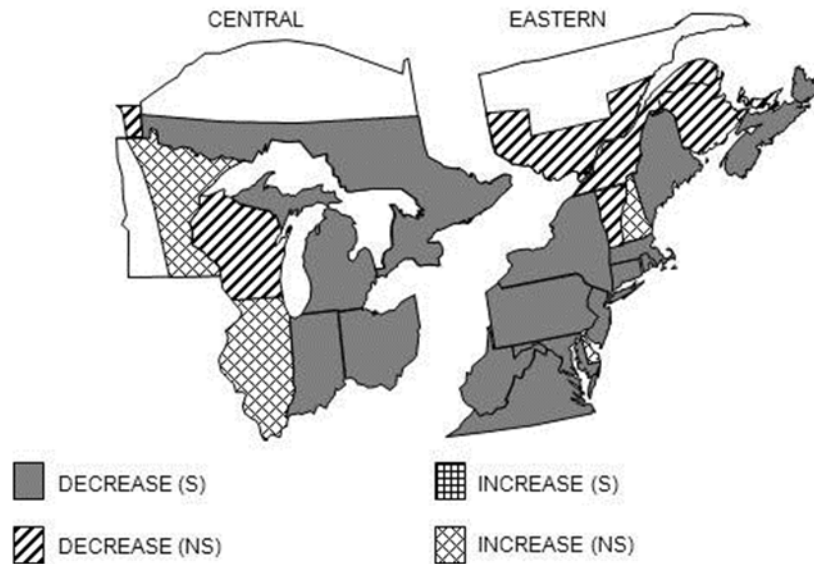 CENTRAL EASTERN
DECREASE (S) INCREASE (S)
DECREASE (NS) INCREASE (NS)